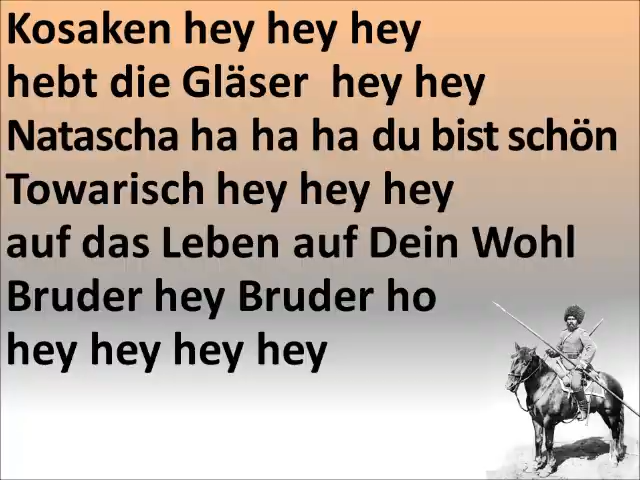 Kosaken hey hey hey
hebt die Gläser  hey hey
Natascha ha ha ha du bist schön
Towarisch hey hey hey
auf das Leben auf Dein Wohl
Bruder hey Bruder ho
hey hey hey hey